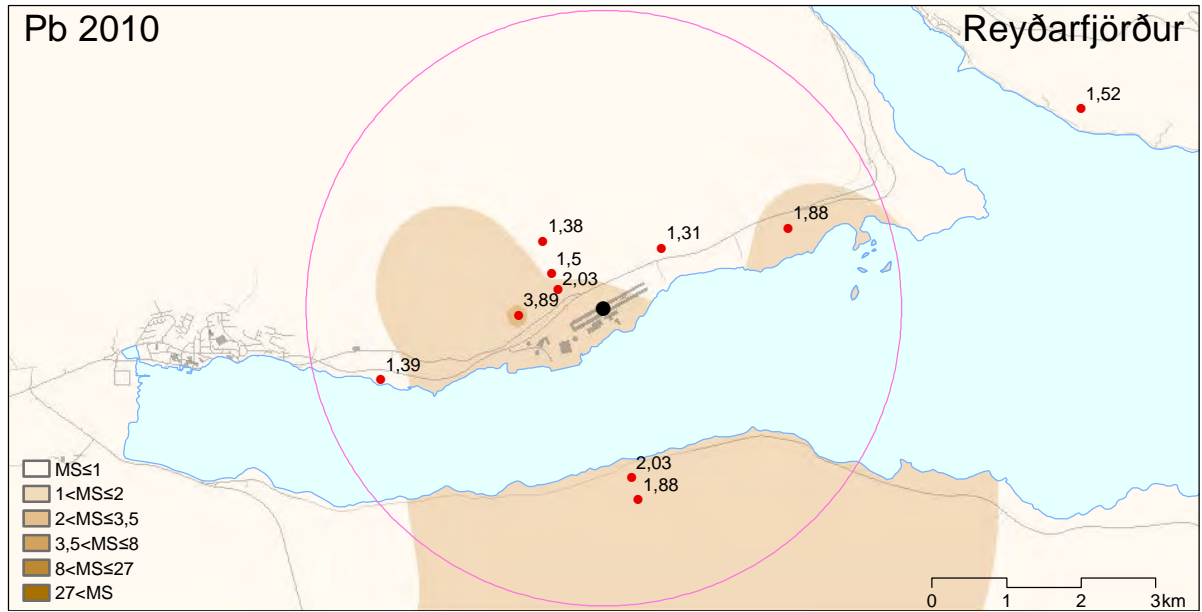 Pb 2010
Reyðarfjörður
1,52
1,88
1,38
1,31
1,5
2,03
3,89
1,39
2,03
1,88
MS≤1
1<MS≤2
2<MS≤3,5
3,5<MS≤8
8<MS≤27
27<MS
0 1 2 3 km